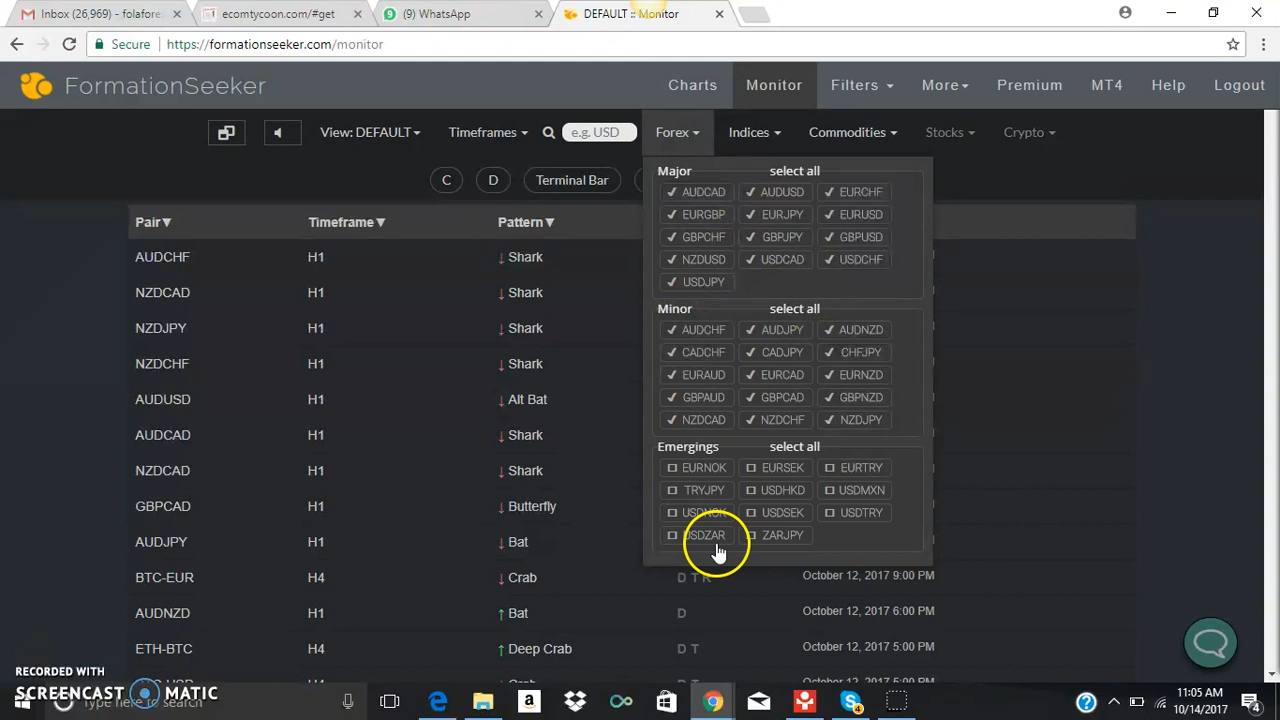 Inbox (26,969) - folafore
ecomtycoon.com/#get
(9) WhatsApp
DEFAULT :: Monitor
Secure
https://formationseeker.com/monitor
FormationSeeker
Charts
Monitor
Filters
More
Premium
MT4
Help
Logout
View: DEFAULT
Timeframes
e.g. USD
Forex
Indices
Commodities
Stocks
Crypto
C
D
Terminal Bar
Major select all
AUDCAD AUDUSD EURCHF
EURGBP EURJPY EURUSD
GBPCHF GBPJPY GBPUSD
NZDUSD USDCAD USDCHF
USDJPY
Minor select all
AUDCHF AUDJPY AUDNZD
CADCHF CADJPY CHFJPY
EURAUD EURCAD EURNZD
GBPAUD GBPCAD GBPNZD
NZDCAD NZDCHF NZDJPY
Emergings select all
EURNOK EURSEK EURTRY
TRYJPY USDHKD USDMXN
USDNOK USDSEK USDTRY
USDZAR ZARJPY
Pair▼ Timeframe▼ Pattern▼
AUDCHF H1 ↓ Shark
NZDCAD H1 ↓ Shark
NZDJPY H1 ↓ Shark
NZDCHF H1 ↓ Shark
AUDUSD H1 ↓ Alt Bat
AUDCAD H1 ↓ Shark
NZDCAD H1 ↓ Shark
GBPCAD H1 ↓ Butterfly
AUDJPY H1 ↓ Bat
BTC-EUR H4 ↓ Crab D T R October 12, 2017 9:00 PM
AUDNZD H1 ↑ Bat D October 12, 2017 6:00 PM
ETH-BTC H4 ↑ Deep Crab D T October 12, 2017 5:00 PM
RECORDED WITH
SCREENCAST MATIC
Type here to search
11:05 AM
10/14/2017
4
4